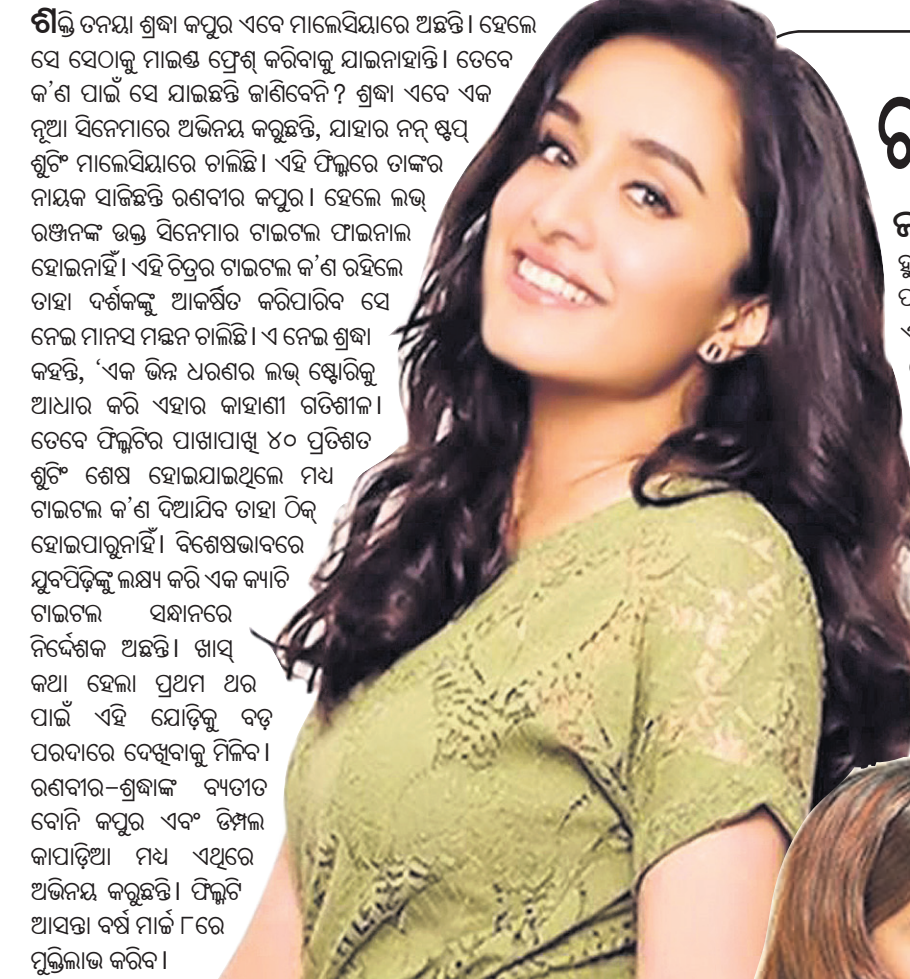 ଶକ୍ତି ତନୟା ଶ୍ରଦ୍ଧା କପୁର ଏବେ ମାଲେସିୟାରେ ଅଛନ୍ତି। ହେଲେ
ସେ ସେଠାକୁ ମାଇଣ୍ଡ ଫ୍ରେଶ୍ କରିବାକୁ ଯାଇନାହାନ୍ତି। ତେବେ
କ'ଣ ପାଇଁ ସେ ଯାଇଛନ୍ତି ଜାଣିବେନି? ଶ୍ରଦ୍ଧା ଏବେ ଏକ
ନୂଆ ସିନେମାରେ ଅଭିନୟ କରୁଛନ୍ତି, ଯାହାର ନନ୍ ଷ୍ଟପ୍
ଶୁଟିଂ ମାଲେସିୟାରେ ଚାଲିଛି। ଏହି ଫିଲ୍ମରେ ତାଙ୍କର
ନାୟକ ସାଜିଛନ୍ତି ରଣବୀର କପୁର। ହେଲେ ଲଭ୍
ରଞ୍ଜନଙ୍କ ଉକ୍ତ ସିନେମାର ଟାଇଟଲ ଫାଇନାଲ
ହୋଇନାହିଁ। ଏହି ଚିତ୍ରର ଟାଇଟଲ କ'ଣ ରହିଲେ
ତାହା ଦର୍ଶକଙ୍କୁ ଆକର୍ଷିତ କରିପାରିବ ସେ
ନେଇ ମାନସ ମନ୍ଥନ ଚାଲିଛି। ଏ ନେଇ ଶ୍ରଦ୍ଧା
କହନ୍ତି, 'ଏକ ଭିନ୍ନ ଧରଣର ଲଭ୍ ଷ୍ଟୋରିକୁ
ଆଧାର କରି ଏହାର କାହାଣୀ ଗତିଶୀଳ।
ତେବେ ଫିଲ୍ମଟିର ପାଖାପାଖି ୪୦ ପ୍ରତିଶତ
ଶୁଟିଂ ଶେଷ ହୋଇଯାଇଥିଲେ ମଧ୍ୟ
ଟାଇଟଲ କ'ଣ ଦିଆଯିବ ତାହା ଠିକ୍
ହୋଇପାରୁନାହିଁ। ବିଶେଷଭାବରେ
ଯୁବପିଢ଼ିଙ୍କୁ ଲକ୍ଷ୍ୟ କରି ଏକ କ୍ୟାଚି
ଟାଇଟଲ ସନ୍ଧାନରେ
ନିର୍ଦ୍ଦେଶକ ଅଛନ୍ତି। ଖାସ୍
କଥା ହେଲା ପ୍ରଥମ ଥର
ପାଇଁ ଏହି ଯୋଡ଼ିକୁ ବଡ଼
ପରଦାରେ ଦେଖିବାକୁ ମିଳିବ।
ରଣବୀର-ଶ୍ରଦ୍ଧାଙ୍କ ବ୍ୟତୀତ
ବୋନି କପୁର ଏବଂ ଡିମ୍ପଲ
କାପାଡ଼ିଆ ମଧ୍ୟ ଏଥିରେ
ଅଭିନୟ କରୁଛନ୍ତି। ଫିଲ୍ମଟି
ଆସନ୍ତା ବର୍ଷ ମାର୍ଚ୍ଚ ୮ରେ
ମୁକ୍ତିଲାଭ କରିବ।